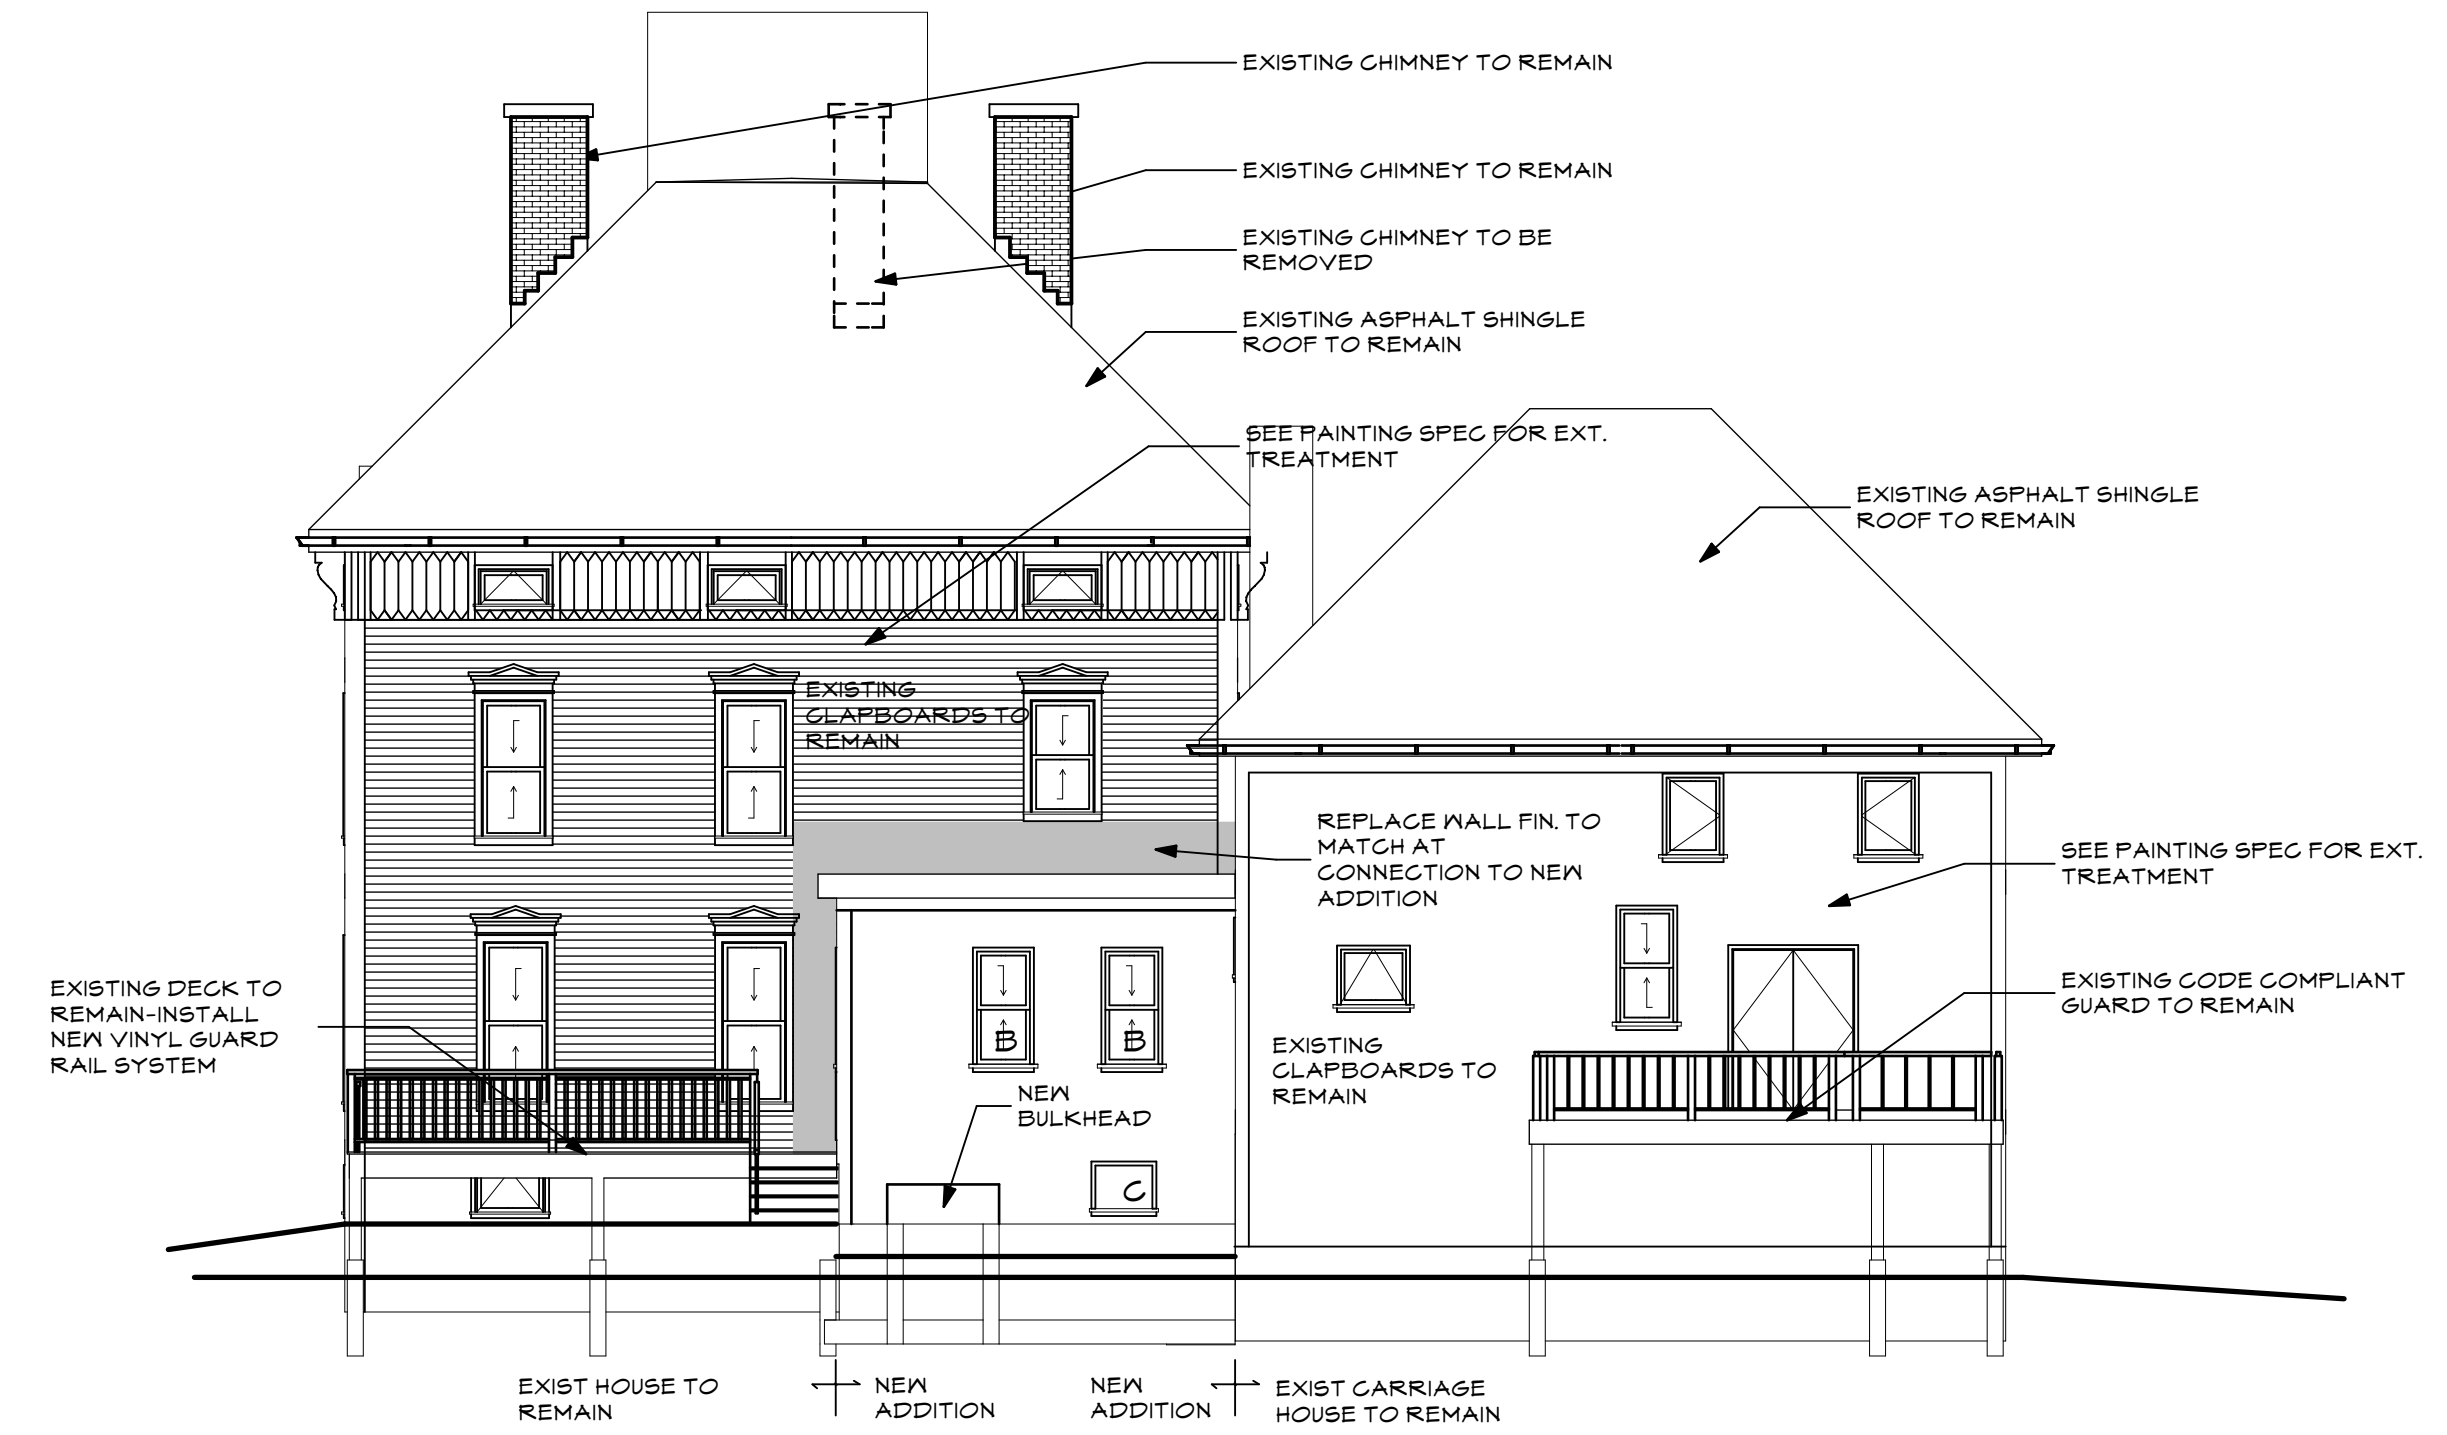 EXISTING CHIMNEY TO REMAIN
EXISTING CHIMNEY TO REMAIN
EXISTING CHIMNEY TO BE
REMOVED
EXISTING ASPHALT SHINGLE
ROOF TO REMAIN
SEE PAINTING SPEC FOR EXT.
TREATMENT
EXISTING ASPHALT SHINGLE
ROOF TO REMAIN
EXISTING
CLAPBOARDS TO
REMAIN
REPLACE WALL FIN. TO
MATCH AT
CONNECTION TO NEW
ADDITION
SEE PAINTING SPEC FOR EXT.
TREATMENT
EXISTING DECK TO
REMAIN-INSTALL
NEW VINYL GUARD
RAIL SYSTEM
EXISTING CODE COMPLIANT
GUARD TO REMAIN
B
B
EXISTING
CLAPBOARDS TO
REMAIN
NEW
BULKHEAD
C
EXIST HOUSE TO
REMAIN
NEW
ADDITION
NEW
ADDITION
EXIST CARRIAGE
HOUSE TO REMAIN